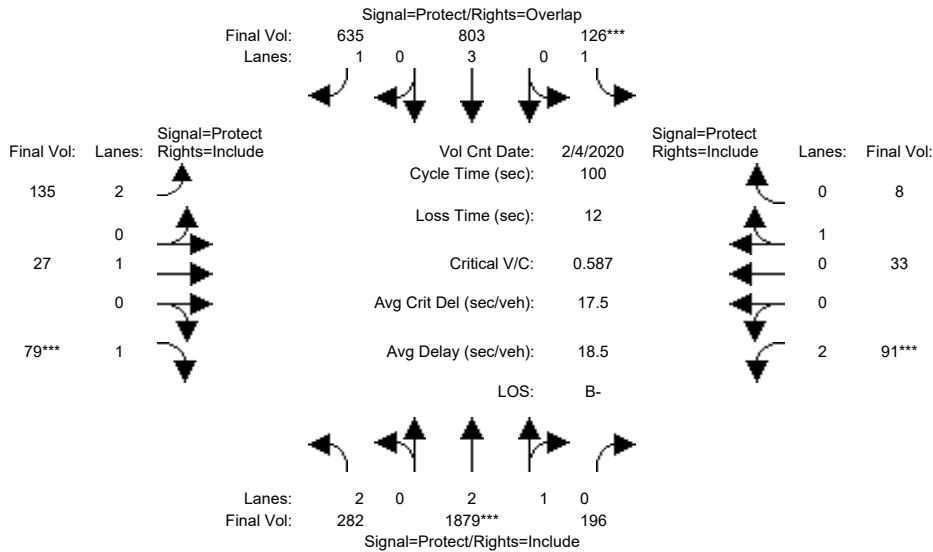 Signal=Protect/Rights=Overlap
Final Vol: 635 803 126***
Lanes: 1 0 3 0 1
Signal=Protect
Final Vol: Lanes: Rights=Include
Vol Cnt Date: 2/4/2020
Signal=Protect
Rights=Include Lanes: Final Vol:
Cycle Time (sec): 100
135 2
0 8
Loss Time (sec): 12
0
1
27 1
Critical V/C: 0.587
0 33
0
Avg Crit Del (sec/veh): 17.5
0
79*** 1
Avg Delay (sec/veh): 18.5
2 91***
LOS: B-
Lanes: 2 0 2 1 0
Final Vol: 282 1879*** 196
Signal=Protect/Rights=Include